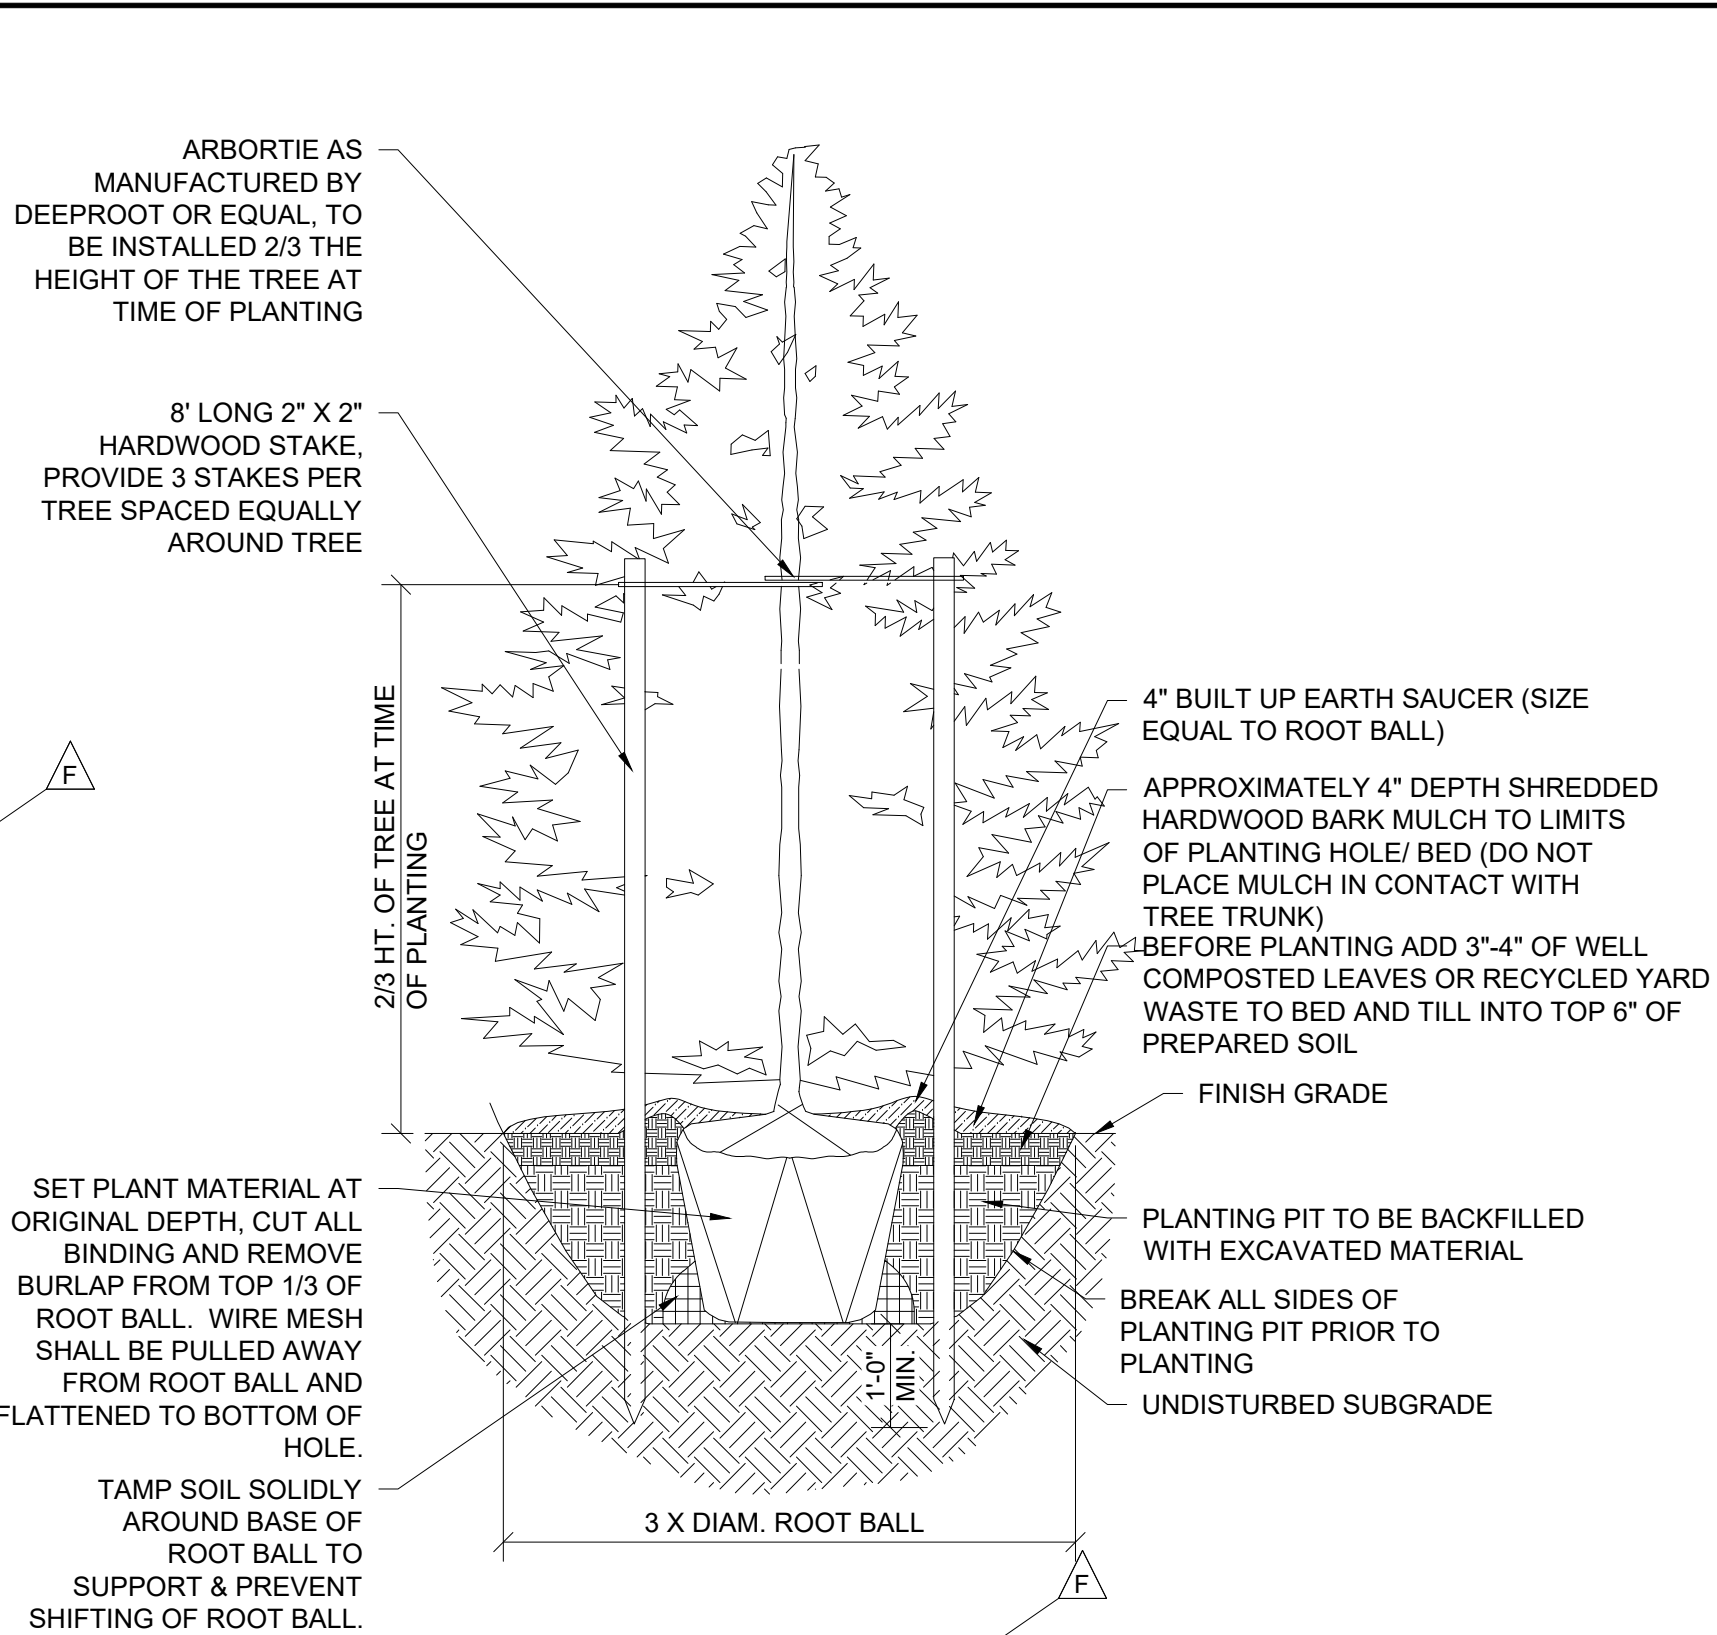 ARBORTIE AS
MANUFACTURED BY
DEEPROOT OR EQUAL, TO
BE INSTALLED 2/3 THE
HEIGHT OF THE TREE AT
TIME OF PLANTING
8' LONG 2" X 2"
HARDWOOD STAKE,
PROVIDE 3 STAKES PER
TREE SPACED EQUALLY
AROUND TREE
2/3 HT. OF TREE AT TIME
OF PLANTING
F
SET PLANT MATERIAL AT
ORIGINAL DEPTH, CUT ALL
BINDING AND REMOVE
BURLAP FROM TOP 1/3 OF
ROOT BALL.  WIRE MESH
SHALL BE PULLED AWAY
FROM ROOT BALL AND
FLATTENED TO BOTTOM OF
HOLE.
TAMP SOIL SOLIDLY
AROUND BASE OF
ROOT BALL TO
SUPPORT & PREVENT
SHIFTING OF ROOT BALL.
4" BUILT UP EARTH SAUCER (SIZE
EQUAL TO ROOT BALL)
APPROXIMATELY 4" DEPTH SHREDDED
HARDWOOD BARK MULCH TO LIMITS
OF PLANTING HOLE/ BED (DO NOT
PLACE MULCH IN CONTACT WITH
TREE TRUNK)
BEFORE PLANTING ADD 3"-4" OF WELL
COMPOSTED LEAVES OR RECYCLED YARD
WASTE TO BED AND TILL INTO TOP 6" OF
PREPARED SOIL
FINISH GRADE
PLANTING PIT TO BE BACKFILLED
WITH EXCAVATED MATERIAL
BREAK ALL SIDES OF
PLANTING PIT PRIOR TO
PLANTING
UNDISTURBED SUBGRADE
1'-0"
MIN.
3 X DIAM. ROOT BALL
F